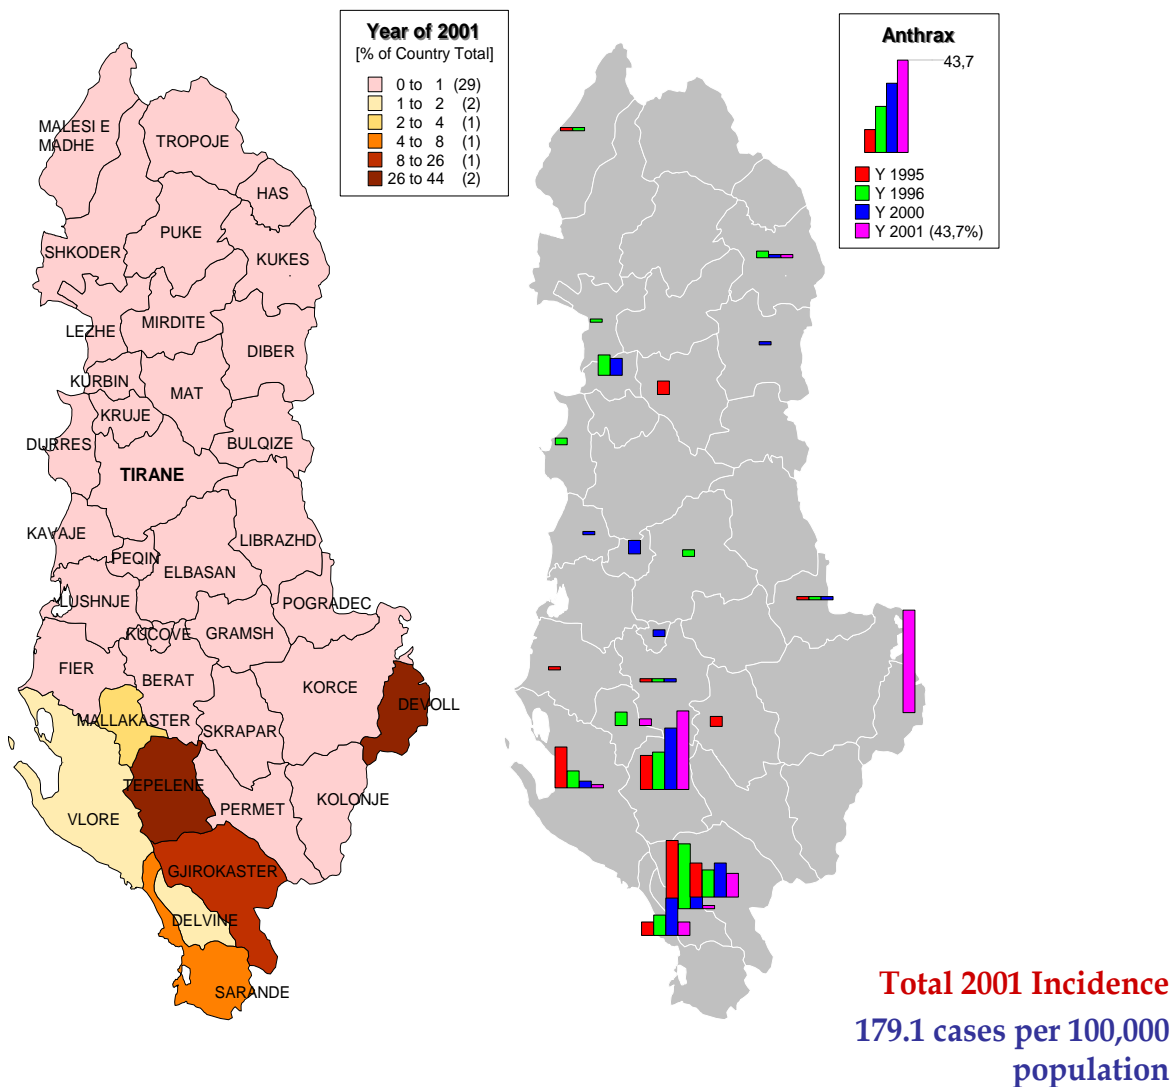 Year of 2001
[% of Country Total]
0 to 1 (29)
1 to 2 (2)
2 to 4 (1)
4 to 8 (1)
8 to 26 (1)
26 to 44 (2)
MALESI E
MADHE
TROPOJE
HAS
PUKE
SHKODER
KUKES
LEZHE
MIRDITE
DIBER
KURBIN
MAT
KRUJE
DURRES
BULQIZE
TIRANE
KAVAJE
LIBRAZHD
PEQIN
ELBASAN
LUSHNJE
POGRADEC
KUCOVE
GRAMSH
FIER
BERAT
KORCE
DEVOLL
MALLAKASTER
SKRAPAR
TEPELENE
KOLONJE
PERMET
VLORE
GJIROKASTER
DELVINE
SARANDE
Anthrax
43,7
Y 1995
Y 1996
Y 2000
Y 2001 (43,7%)
Total 2001 Incidence
179.1 cases per 100,000
population